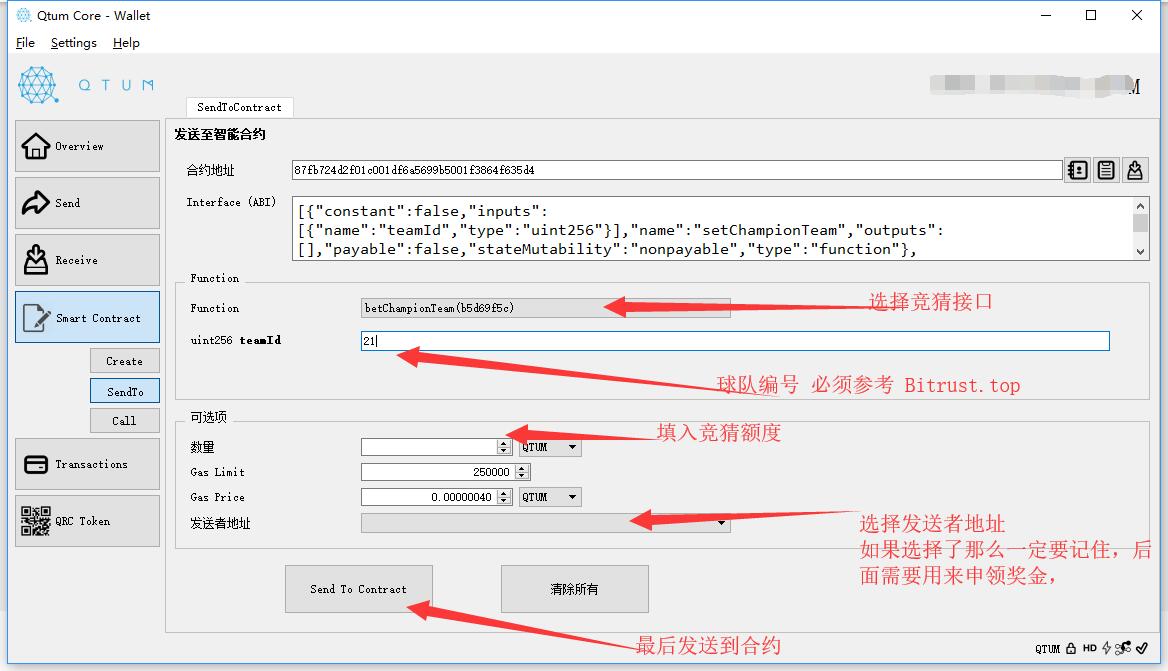 Qtum Core - Wallet
File Settings Help
QTUM
M
SendToContract
发送至智能合约
Overview
Send
Receive
Smart Contract
Create
SendTo
Call
Transactions
QRC Token
合约地址
87fb724d2f01c001df6a5699b5001f3864f635d4
Interface (ABI)
[{"constant":false,"inputs":
[{"name":"teamId","type":"uint256"}],"name":"setChampionTeam","outputs":
[],"payable":false,"stateMutability":"nonpayable","type":"function"},
Function
Function
betChampionTeam(b5d69f5c)
选择竞猜接口
uint256 teamId
21
球队编号 必须参考 Bitrust.top
可选项
数量
QTUM
填入竞猜额度
Gas Limit
250000
Gas Price
0.00000040
QTUM
发送者地址
选择发送者地址
如果选择了那么一定要记住，后
面需要用来申领奖金，
Send To Contract
清除所有
最后发送到合约
QTUM HD